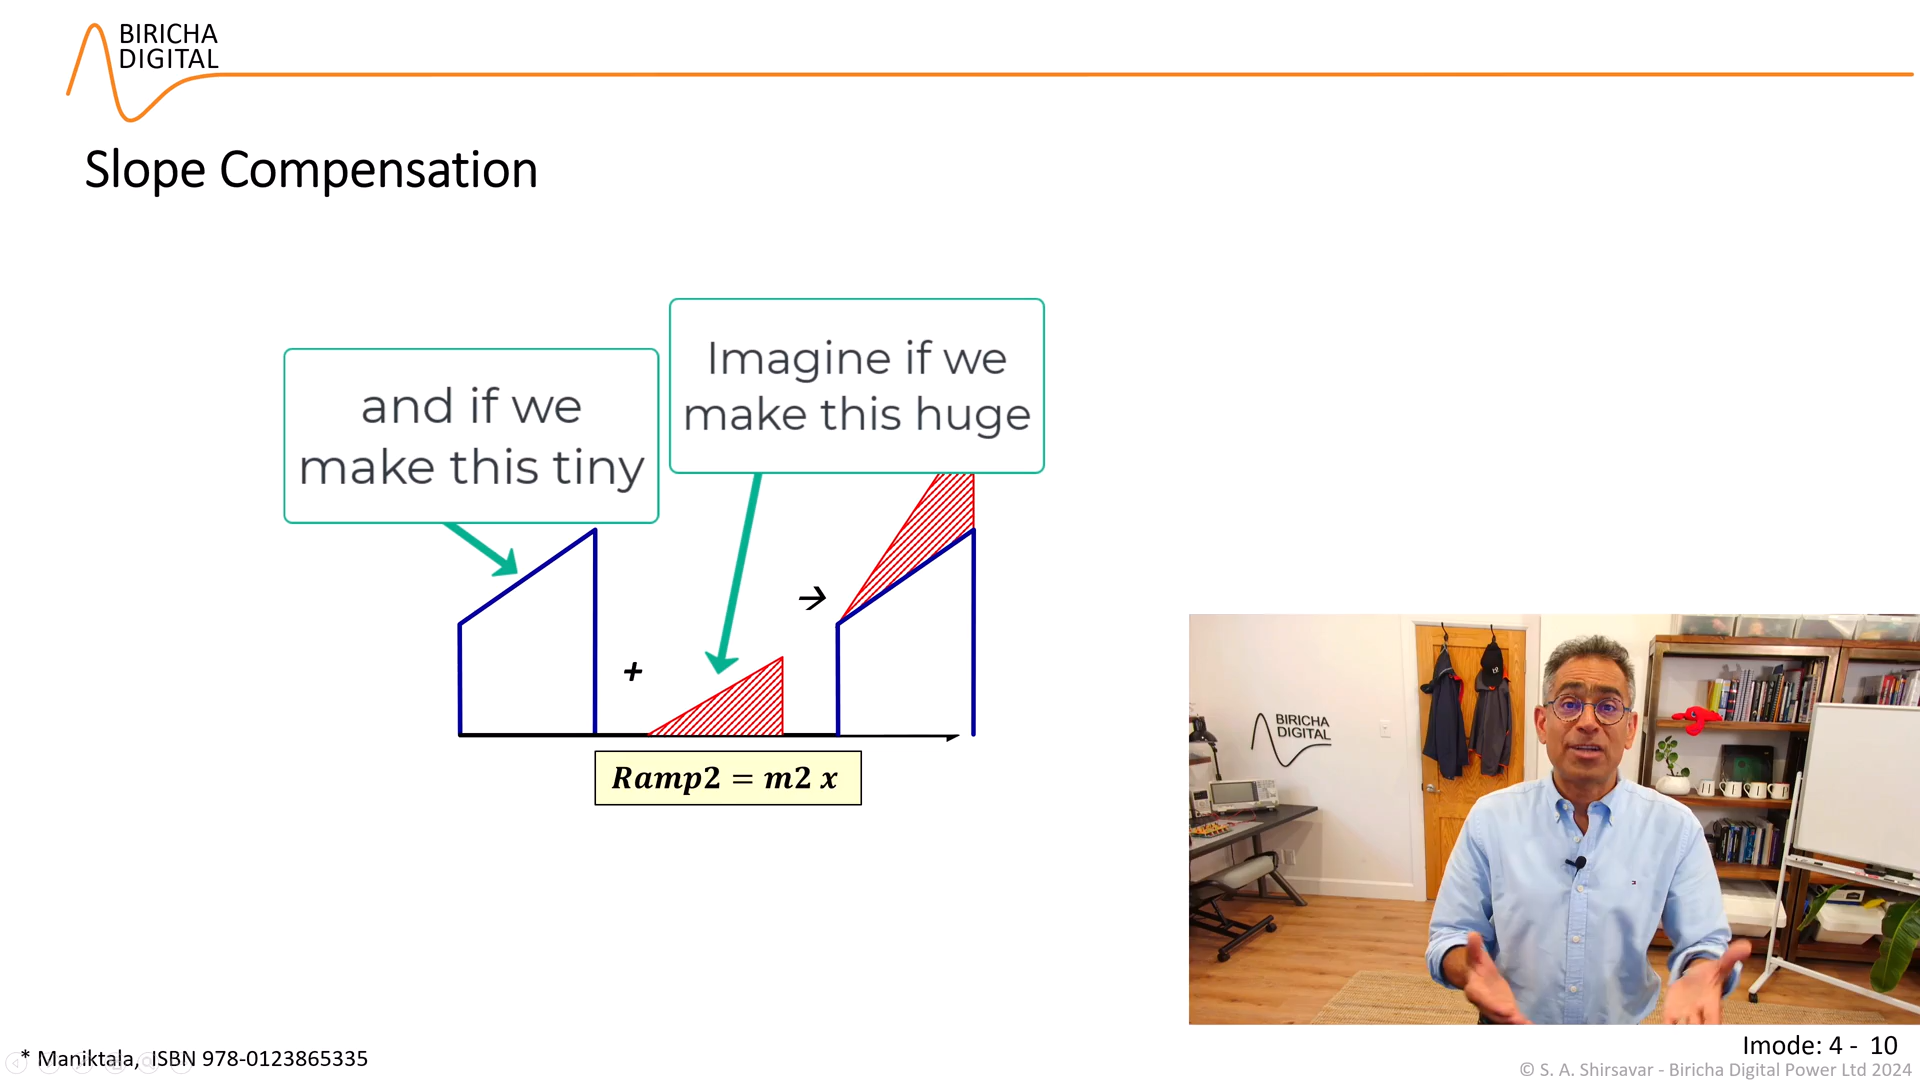 BIRICHA
DIGITAL
Slope Compensation
Imagine if we
make this huge
and if we
make this tiny
→
+
Ramp2 = m2 x
BIRICHA
DIGITAL
* Maniktala, ISBN 978-0123865335
Imode: 4 - 10
© S. A. Shirsavar - Biricha Digital Power Ltd 2024